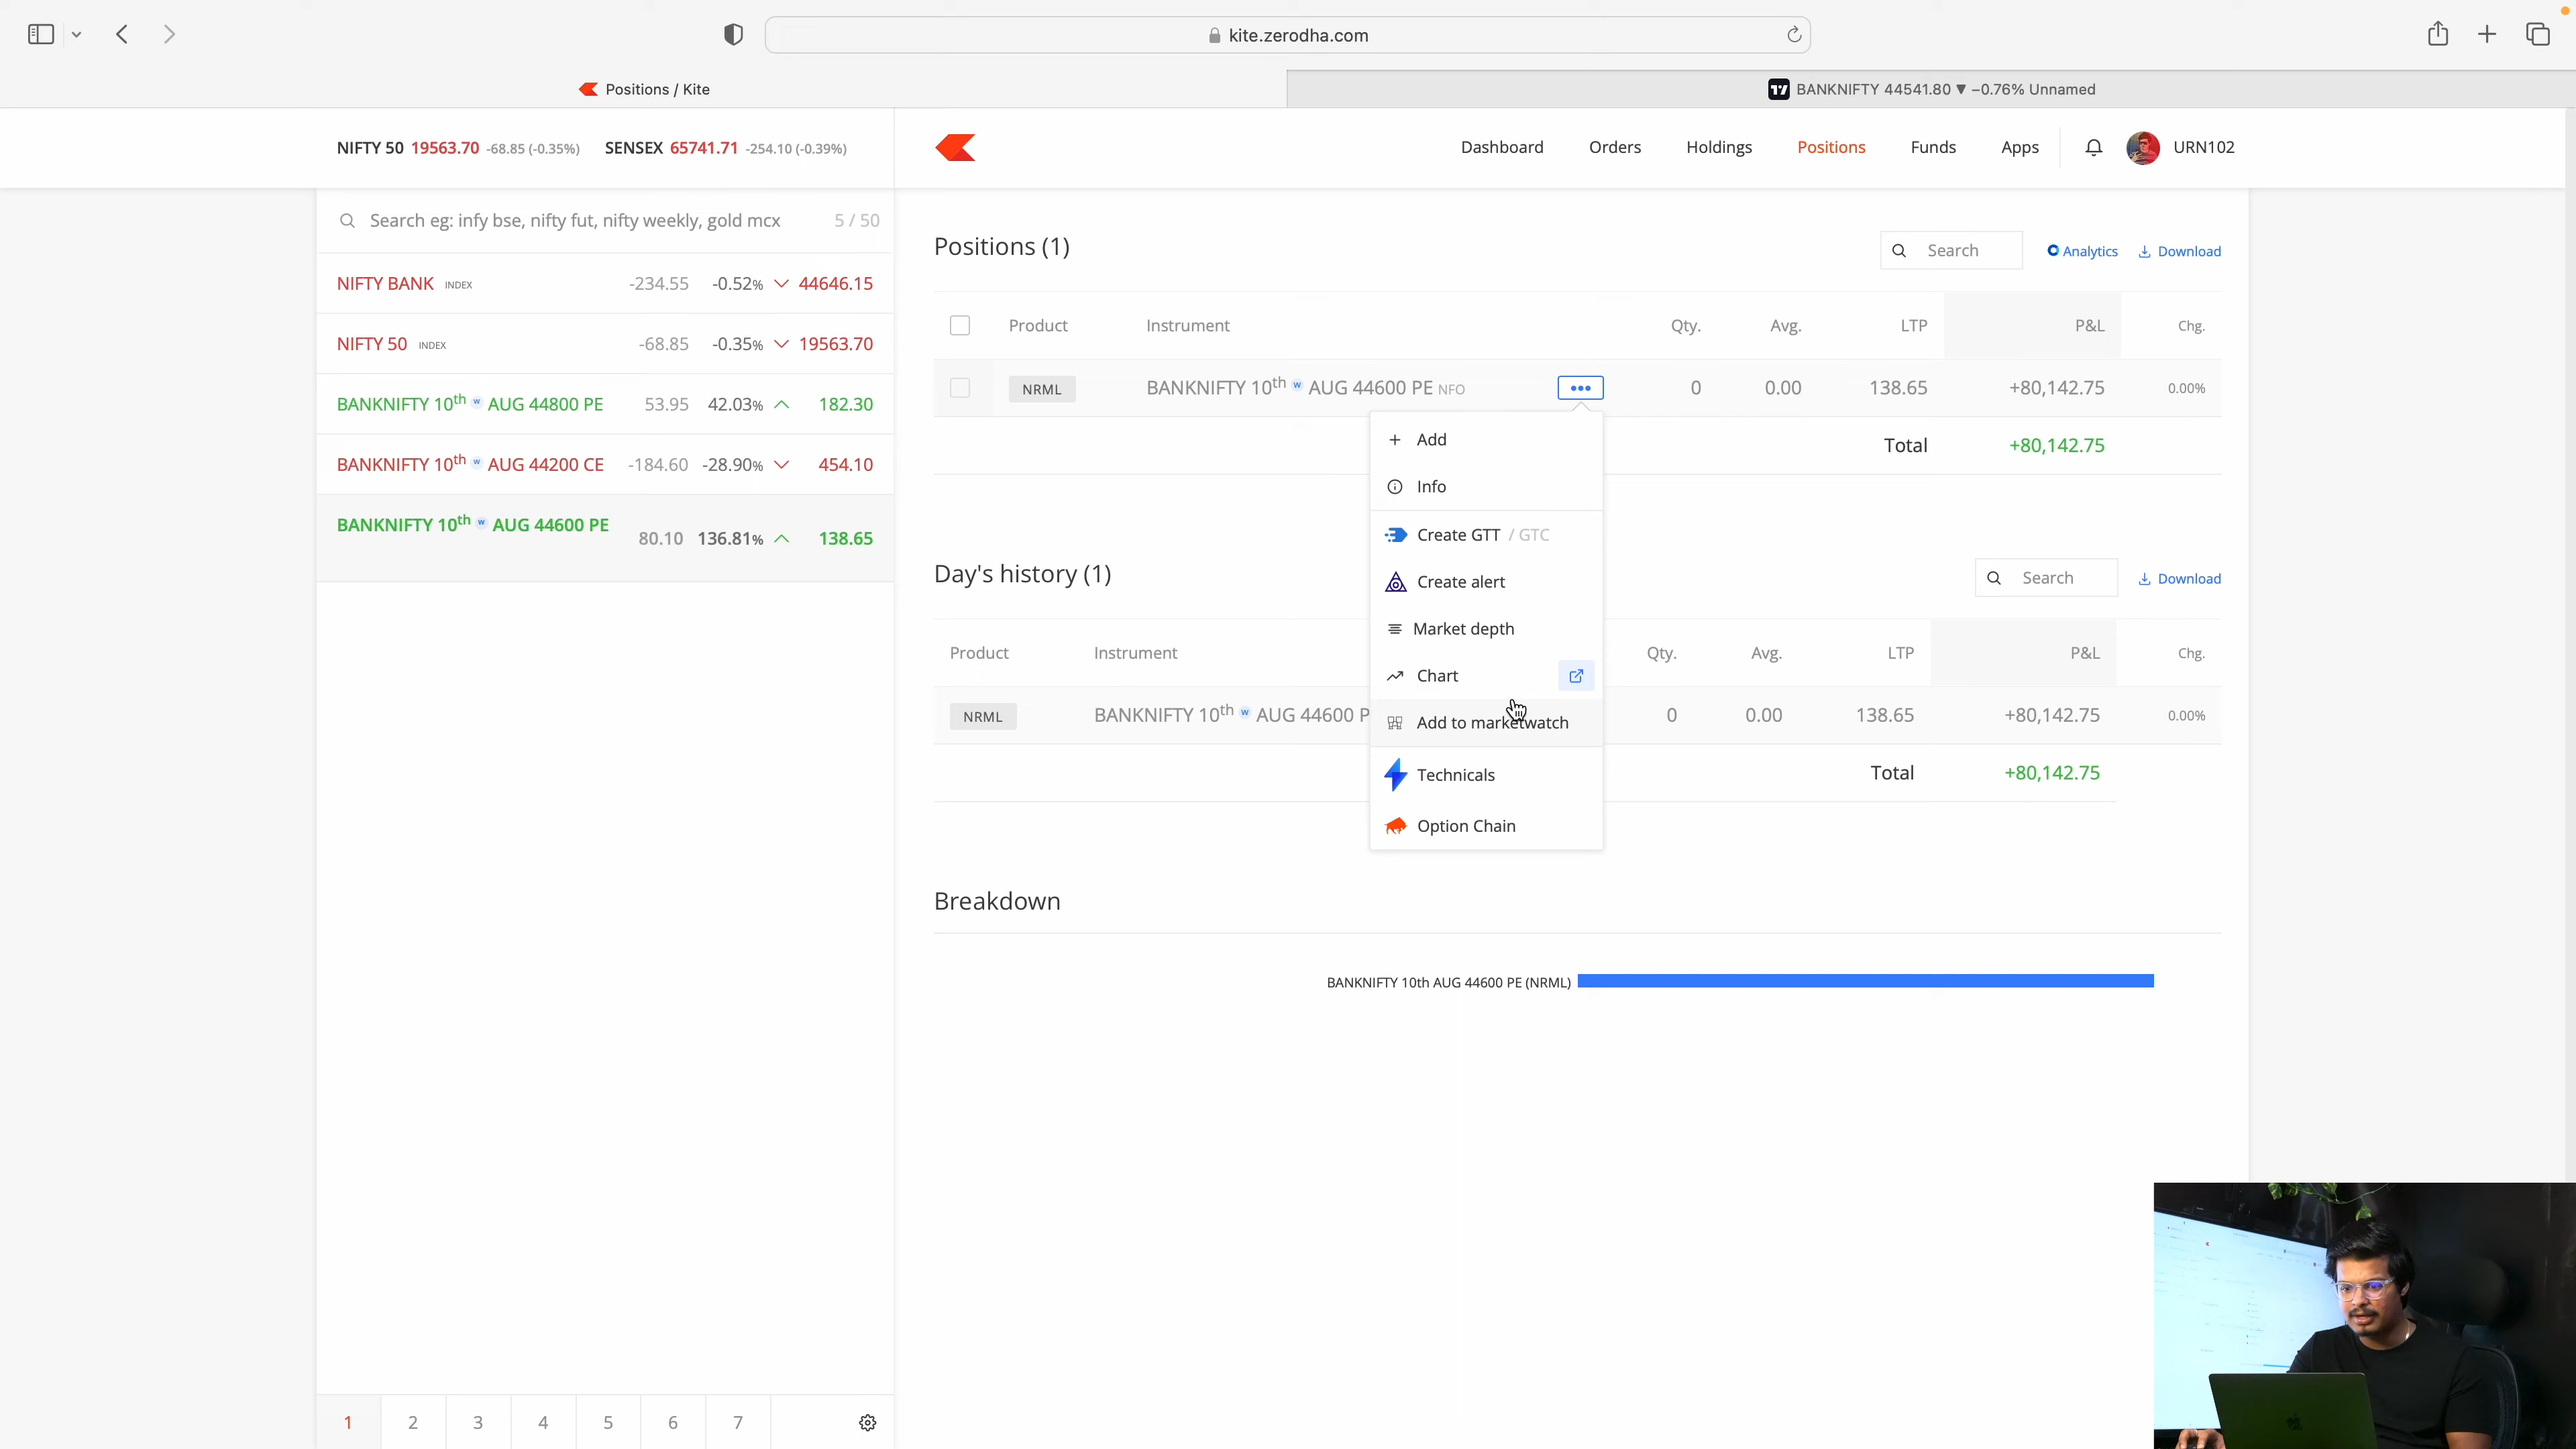 kite.zerodha.com
Positions / Kite
BANKNIFTY 44541.80 ▼ −0.76% Unnamed
NIFTY 50 19563.70 -68.85 (-0.35%) SENSEX 65741.71 -254.10 (-0.39%)
Dashboard Orders Holdings Positions Funds Apps URN102
Search eg: infy bse, nifty fut, nifty weekly, gold mcx 5 / 50
NIFTY BANK INDEX -234.55 -0.52% 44646.15
NIFTY 50 INDEX -68.85 -0.35% 19563.70
BANKNIFTY 10th w AUG 44800 PE 53.95 42.03% 182.30
BANKNIFTY 10th w AUG 44200 CE -184.60 -28.90% 454.10
BANKNIFTY 10th w AUG 44600 PE 80.10 136.81% 138.65
1 2 3 4 5 6 7
Positions (1)
Search Analytics Download
Product Instrument Qty. Avg. LTP P&L Chg.
NRML BANKNIFTY 10th w AUG 44600 PE NFO ••• 0 0.00 138.65 +80,142.75 0.00%
Total +80,142.75
+ Add
Info
Create GTT / GTC
Create alert
Market depth
Chart
Add to marketwatch
Technicals
Option Chain
Day's history (1)
Search Download
Product Instrument Qty. Avg. LTP P&L Chg.
NRML BANKNIFTY 10th w AUG 44600 P 0 0.00 138.65 +80,142.75 0.00%
Total +80,142.75
Breakdown
BANKNIFTY 10th AUG 44600 PE (NRML)